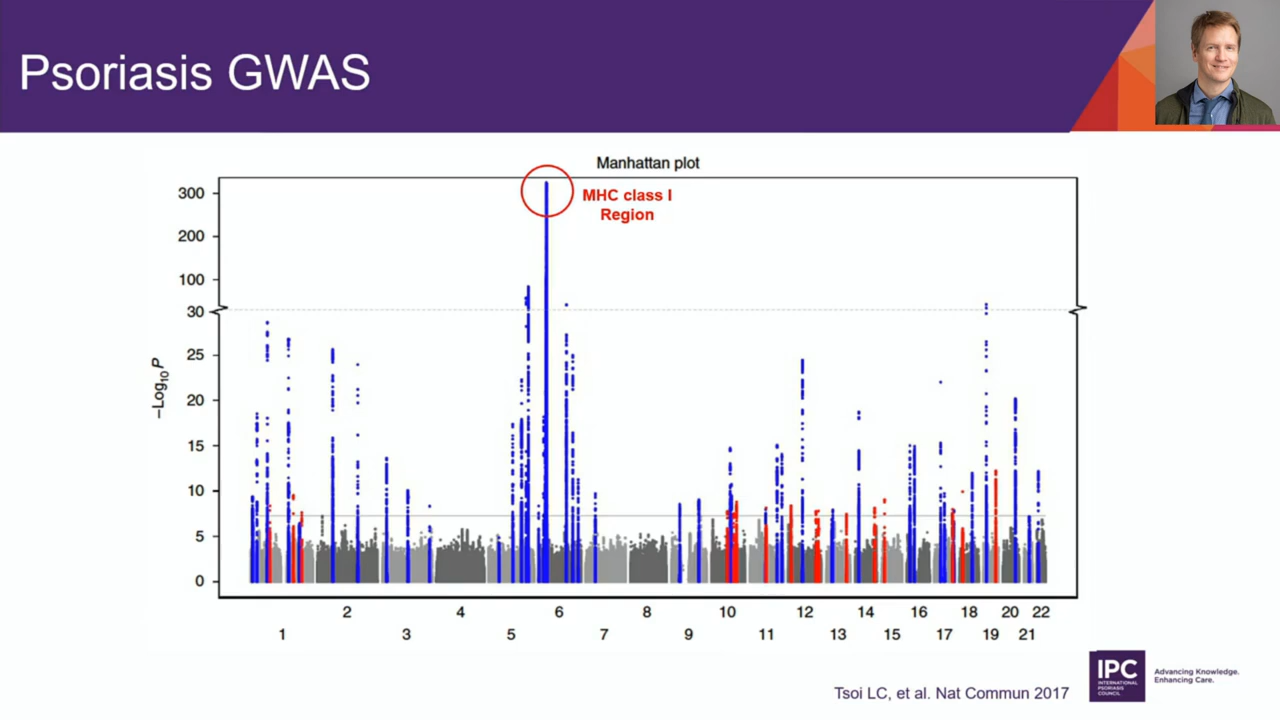 Psoriasis GWAS
Manhattan plot
MHC class I
Region
300
200
100
30
25
20
15
10
5
0
−Log10 P
2
4
6
8
10
12
14
16
18
20
22
1
3
5
7
9
11
13
15
17
19
21
Tsoi LC, et al. Nat Commun 2017
IPC
INTERNATIONAL
PSORIASIS
COUNCIL
Advancing Knowledge.
Enhancing Care.